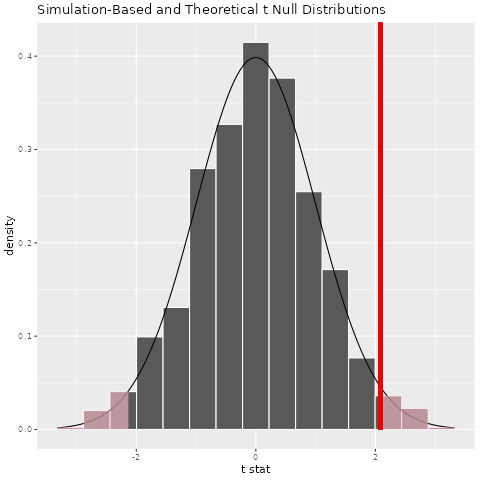 Simulation-Based and Theoretical t Null Distributions
0.4
0.3
0.2
0.1
0.0
density
-2
0
2
t stat